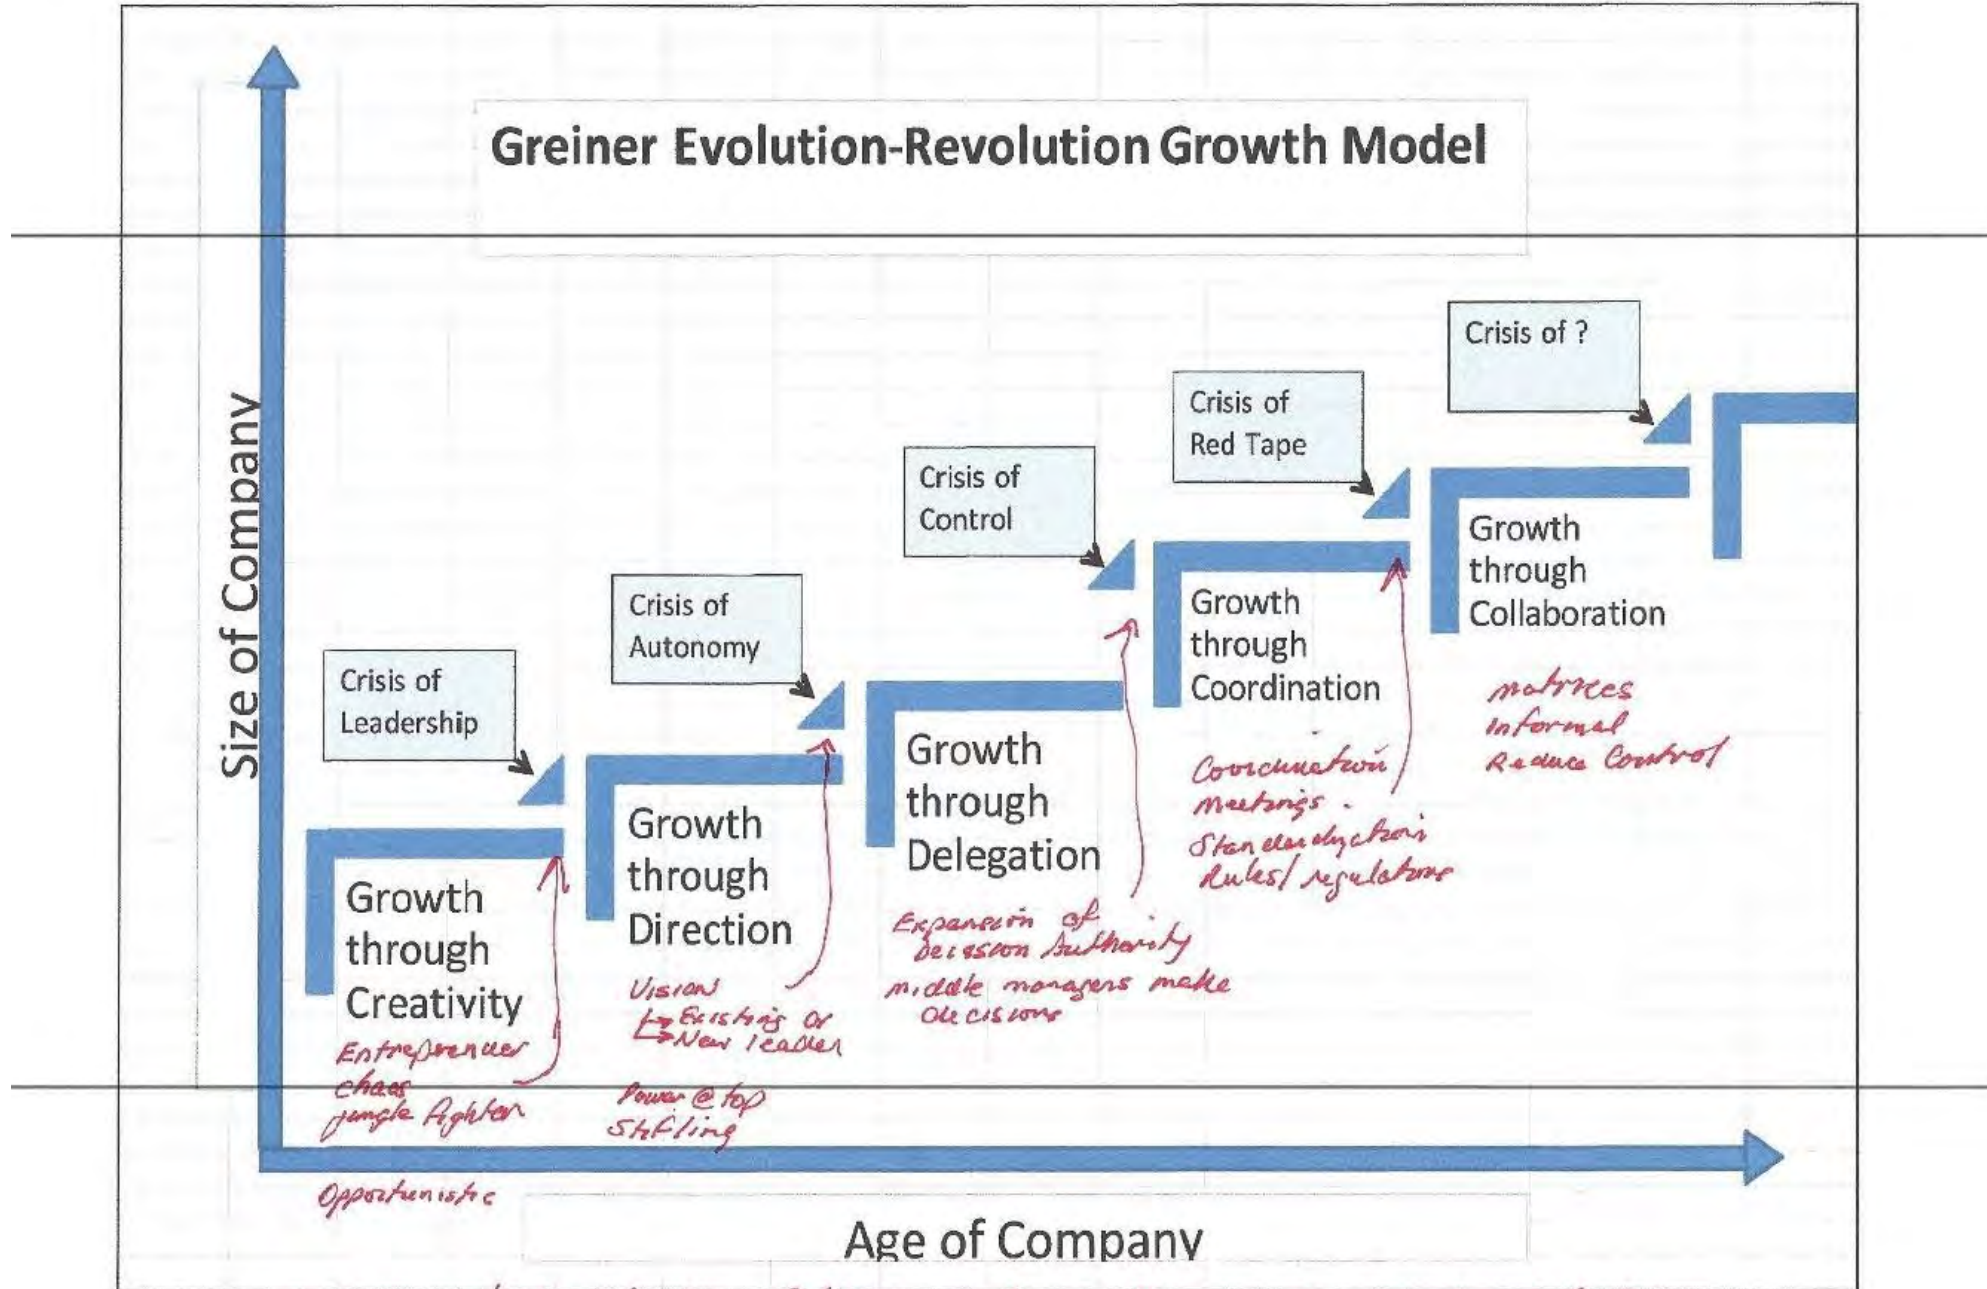 Greiner Evolution-Revolution Growth Model
Size of Company
Crisis of ?
Crisis of
Red Tape
Crisis of
Control
Crisis of
Autonomy
Crisis of
Leadership
Growth
through
Creativity
Entreprenuer
chaos
jungle fighter
Opportunistic
Growth
through
Direction
Vision
Existing or
New leader
Power @ top
Stifling
Growth
through
Delegation
Expansion of
Decision Authority
middle managers make
decisions
Growth
through
Coordination
Coordination
Meetings
Standardization
Rules/regulations
Growth
through
Collaboration
matrices
Informal
Reduce Control
Age of Company